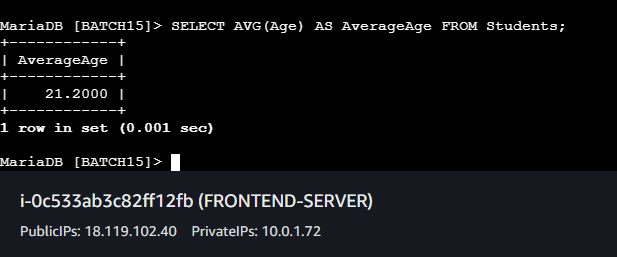 MariaDB [BATCH15]> SELECT AVG(Age) AS AverageAge FROM Students;
+------------+
| AverageAge |
+------------+
|    21.2000 |
+------------+
1 row in set (0.001 sec)
MariaDB [BATCH15]>
i-0c533ab3c82ff12fb (FRONTEND-SERVER)
PublicIPs: 18.119.102.40    PrivateIPs: 10.0.1.72